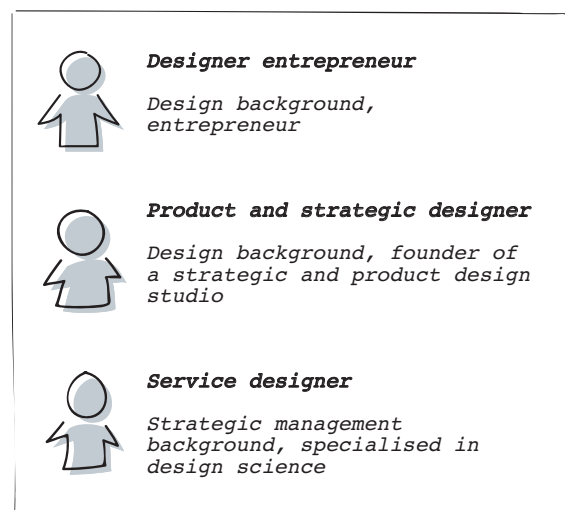 Designer entrepreneur
Design background,
entrepreneur
Product and strategic designer
Design background, founder of
a strategic and product design
studio
Service designer
Strategic management
background, specialised in
design science